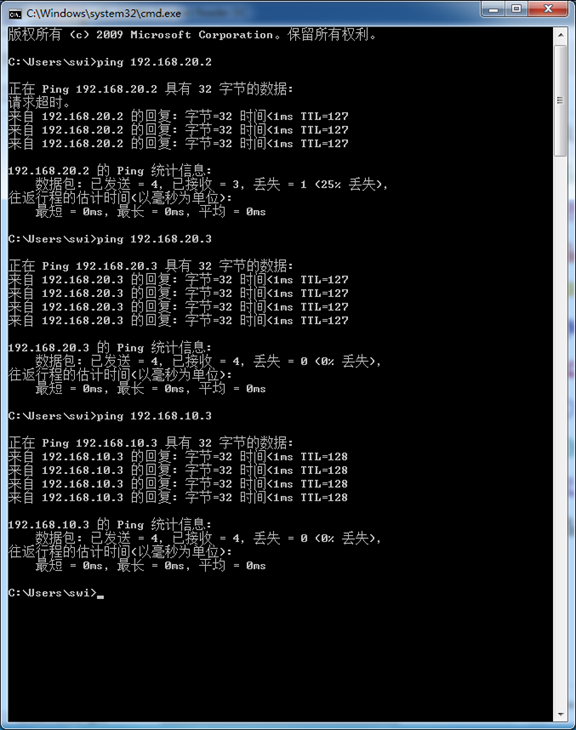 C:\Windows\system32\cmd.exe
版权所有 (c) 2009 Microsoft Corporation。保留所有权利。
C:\Users\swi>ping 192.168.20.2
正在 Ping 192.168.20.2 具有 32 字节的数据:
请求超时。
来自 192.168.20.2 的回复: 字节=32 时间<1ms TTL=127
来自 192.168.20.2 的回复: 字节=32 时间<1ms TTL=127
来自 192.168.20.2 的回复: 字节=32 时间<1ms TTL=127
192.168.20.2 的 Ping 统计信息:
数据包: 已发送 = 4，已接收 = 3，丢失 = 1 (25% 丢失)，
往返行程的估计时间(以毫秒为单位):
最短 = 0ms，最长 = 0ms，平均 = 0ms
C:\Users\swi>ping 192.168.20.3
正在 Ping 192.168.20.3 具有 32 字节的数据:
来自 192.168.20.3 的回复: 字节=32 时间<1ms TTL=127
来自 192.168.20.3 的回复: 字节=32 时间<1ms TTL=127
来自 192.168.20.3 的回复: 字节=32 时间<1ms TTL=127
来自 192.168.20.3 的回复: 字节=32 时间<1ms TTL=127
192.168.20.3 的 Ping 统计信息:
数据包: 已发送 = 4，已接收 = 4，丢失 = 0 (0% 丢失)，
往返行程的估计时间(以毫秒为单位):
最短 = 0ms，最长 = 0ms，平均 = 0ms
C:\Users\swi>ping 192.168.10.3
正在 Ping 192.168.10.3 具有 32 字节的数据:
来自 192.168.10.3 的回复: 字节=32 时间<1ms TTL=128
来自 192.168.10.3 的回复: 字节=32 时间<1ms TTL=128
来自 192.168.10.3 的回复: 字节=32 时间<1ms TTL=128
来自 192.168.10.3 的回复: 字节=32 时间<1ms TTL=128
192.168.10.3 的 Ping 统计信息:
数据包: 已发送 = 4，已接收 = 4，丢失 = 0 (0% 丢失)，
往返行程的估计时间(以毫秒为单位):
最短 = 0ms，最长 = 0ms，平均 = 0ms
C:\Users\swi>